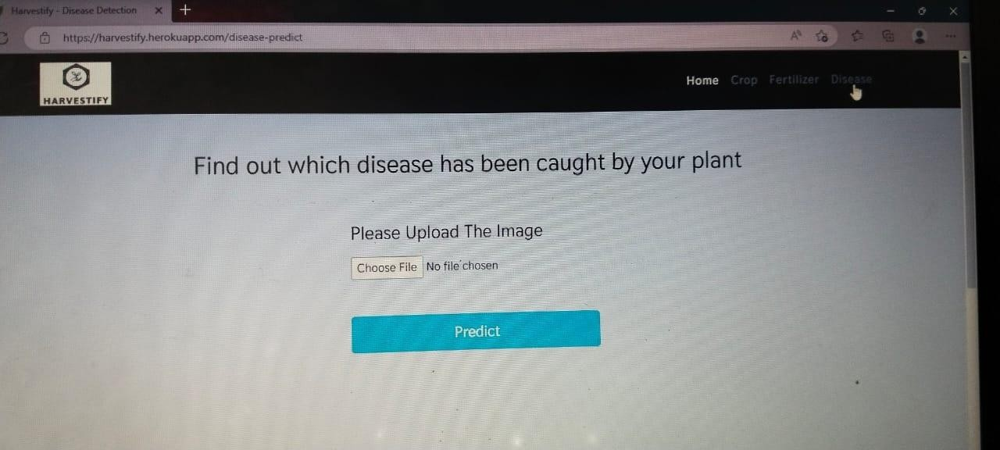 Harvestify - Disease Detection
https://harvestify.herokuapp.com/disease-predict
HARVESTIFY
Home Crop Fertilizer Disease
Find out which disease has been caught by your plant
Please Upload The Image
Choose File No file chosen
Predict